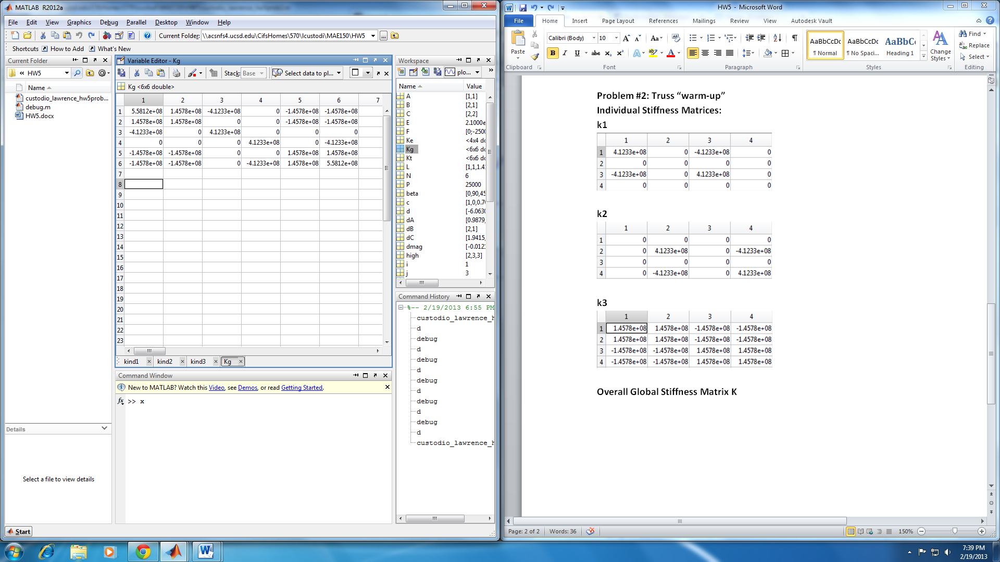 MATLAB R2012a
File Edit View Graphics Debug Parallel Desktop Window Help
Current Folder: \\acsnfs4.ucsd.edu\CifsHomes\570\lcustodi\MAE150\HW5
Shortcuts How to Add What's New
Current Folder
« HW5
Name
custodio_lawrence_hw5prob...
debug.m
HW5.docx
Details
Select a file to view details
Start
Variable Editor - Kg
Stack: Base Select data to pl...
Kg <6x6 double>
1 2 3 4 5 6 7
1 5.5812e+08 1.4578e+08 -4.1233e+08 0 -1.4578e+08 -1.4578e+08
2 1.4578e+08 1.4578e+08 0 0 -1.4578e+08 -1.4578e+08
3 -4.1233e+08 0 4.1233e+08 0 0 0
4 0 0 0 4.1233e+08 0 -4.1233e+08
5 -1.4578e+08 -1.4578e+08 0 0 1.4578e+08 1.4578e+08
6 -1.4578e+08 -1.4578e+08 0 -4.1233e+08 1.4578e+08 5.5812e+08
7
8
9
10
11
12
13
14
15
16
17
18
19
20
21
22
23
kind1 kind2 kind3 Kg
Command Window
New to MATLAB? Watch this Video, see Demos, or read Getting Started.
fx >> x
Workspace
plo...
Name Value
A [1,1]
B [2,1]
C [2,2]
E 2.1000e
F [0;-2500
Ke <4x4 do
Kg <6x6 do
Kt <6x6 do
L [1,1,1.4
N 6
P 25000
beta [0,90,45
c [1,0,0.70
d [-6.0630
dA [0.9879,
dB [2,1]
dC [1.9415,
dmag [-0.012
high [2,3,3]
i 1
j 3
Command History
%-- 2/19/2013 6:55 PM
custodio_lawrence_h
d
debug
d
debug
d
debug
d
debug
d
debug
d
custodio_lawrence_h
HW5 - Microsoft Word
File Home Insert Page Layout References Mailings Review View Autodesk Vault
Paste
Clipboard
Calibri (Body) 10
Font
Paragraph
AaBbCcDc AaBbCcDc AaBbC
¶ Normal ¶ No Spaci... Heading 1
Change Styles
Styles
Find
Replace
Select
Editing
Problem #2: Truss “warm-up”
Individual Stiffness Matrices:
k1
1 2 3 4
1 4.1233e+08 0 -4.1233e+08 0
2 0 0 0 0
3 -4.1233e+08 0 4.1233e+08 0
4 0 0 0 0
k2
1 2 3 4
1 0 0 0 0
2 0 4.1233e+08 0 -4.1233e+08
3 0 0 0 0
4 0 -4.1233e+08 0 4.1233e+08
k3
1 2 3 4
1 1.4578e+08 1.4578e+08 -1.4578e+08 -1.4578e+08
2 1.4578e+08 1.4578e+08 -1.4578e+08 -1.4578e+08
3 -1.4578e+08 -1.4578e+08 1.4578e+08 1.4578e+08
4 -1.4578e+08 -1.4578e+08 1.4578e+08 1.4578e+08
Overall Global Stiffness Matrix K
Page: 2 of 2 Words: 36 150%
7:39 PM
2/19/2013